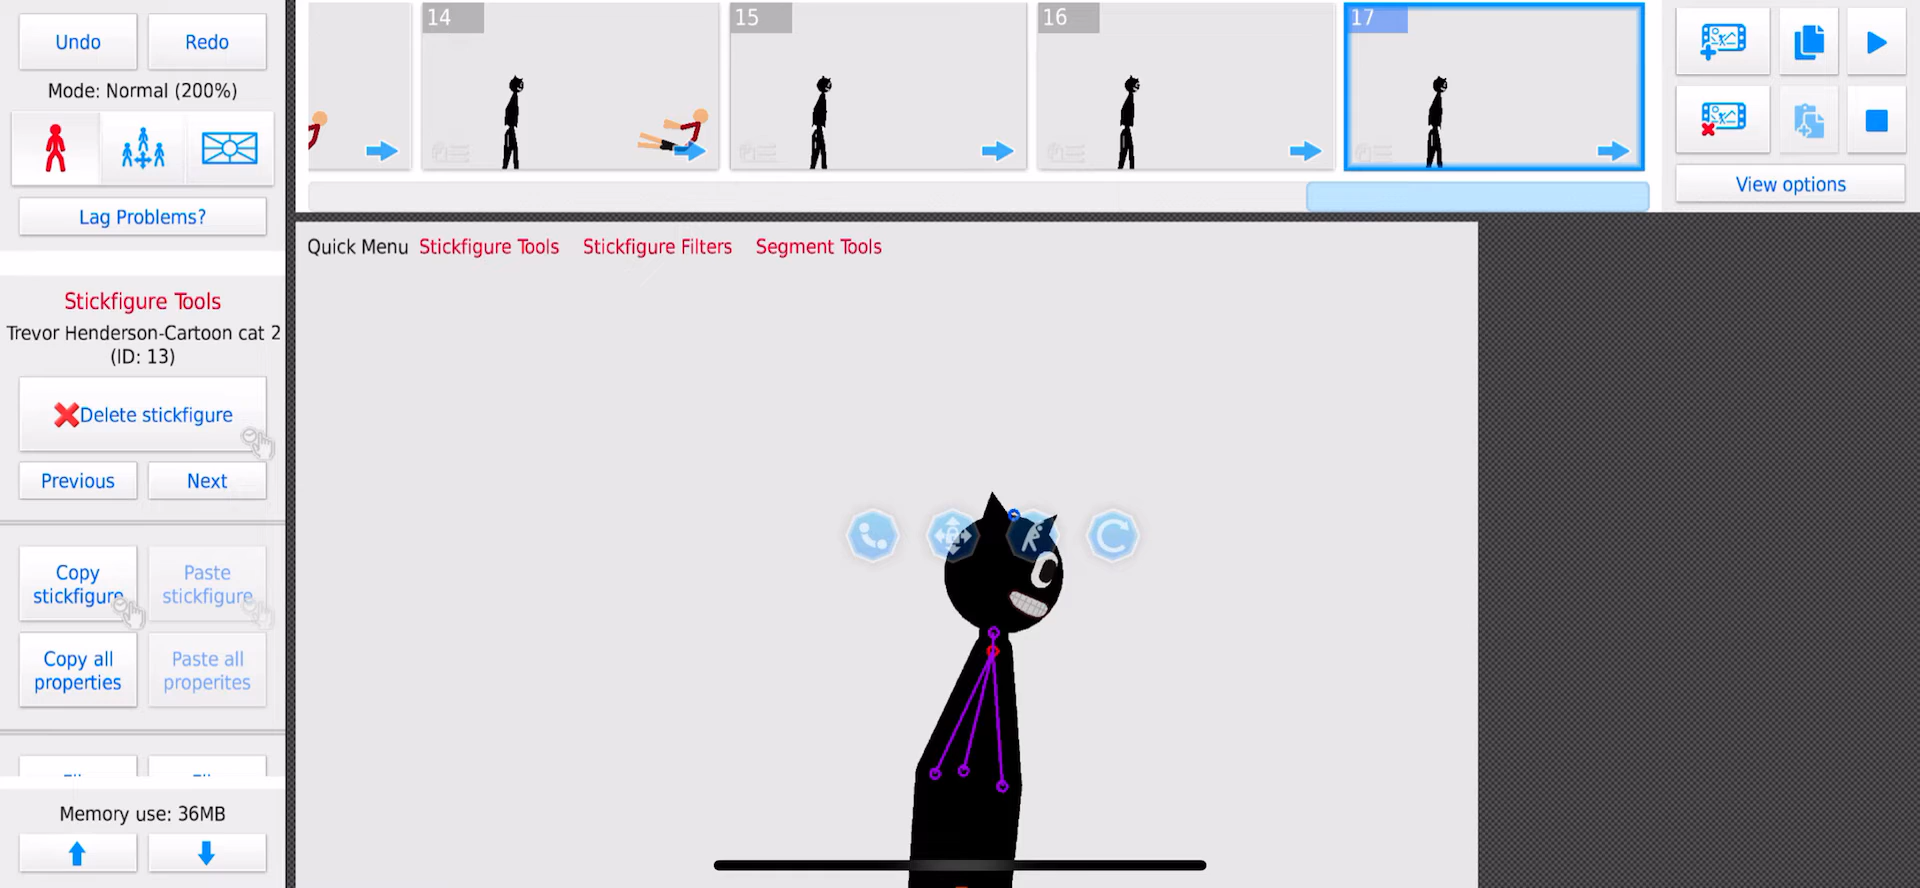 Undo
Redo
Mode: Normal (200%)
Lag Problems?
14
15
16
17
View options
Quick Menu
Stickfigure Tools
Stickfigure Filters
Segment Tools
Stickfigure Tools
Trevor Henderson-Cartoon cat 2
(ID: 13)
Delete stickfigure
Previous
Next
Copy
stickfigure
Paste
stickfigure
Copy all
properties
Paste all
properites
Memory use: 36MB